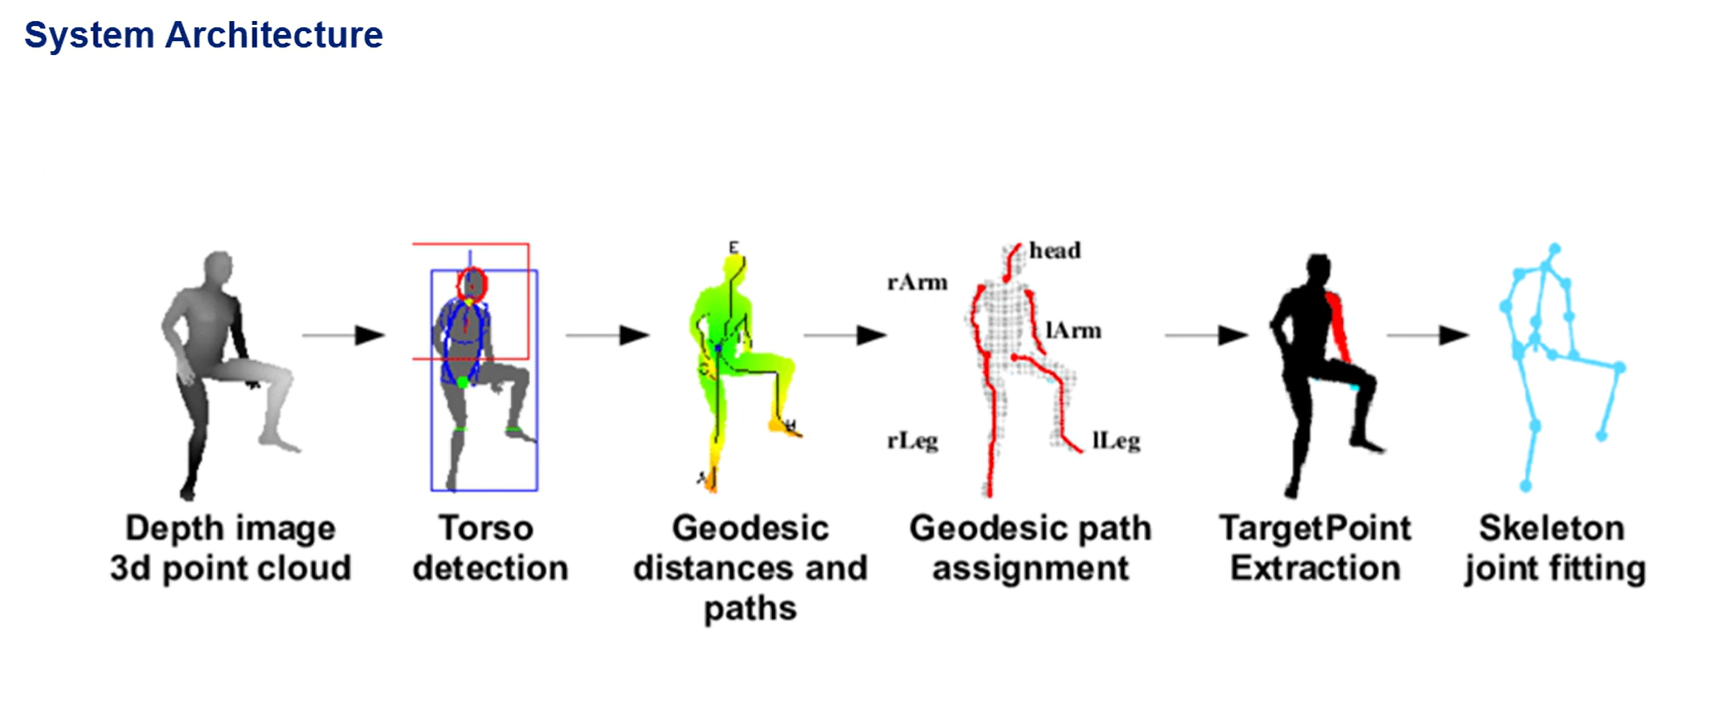 System Architecture
E
G
H
A
head
rArm
lArm
rLeg
lLeg
Depth image
3d point cloud
Torso
detection
Geodesic
distances and
paths
Geodesic path
assignment
TargetPoint
Extraction
Skeleton
joint fitting